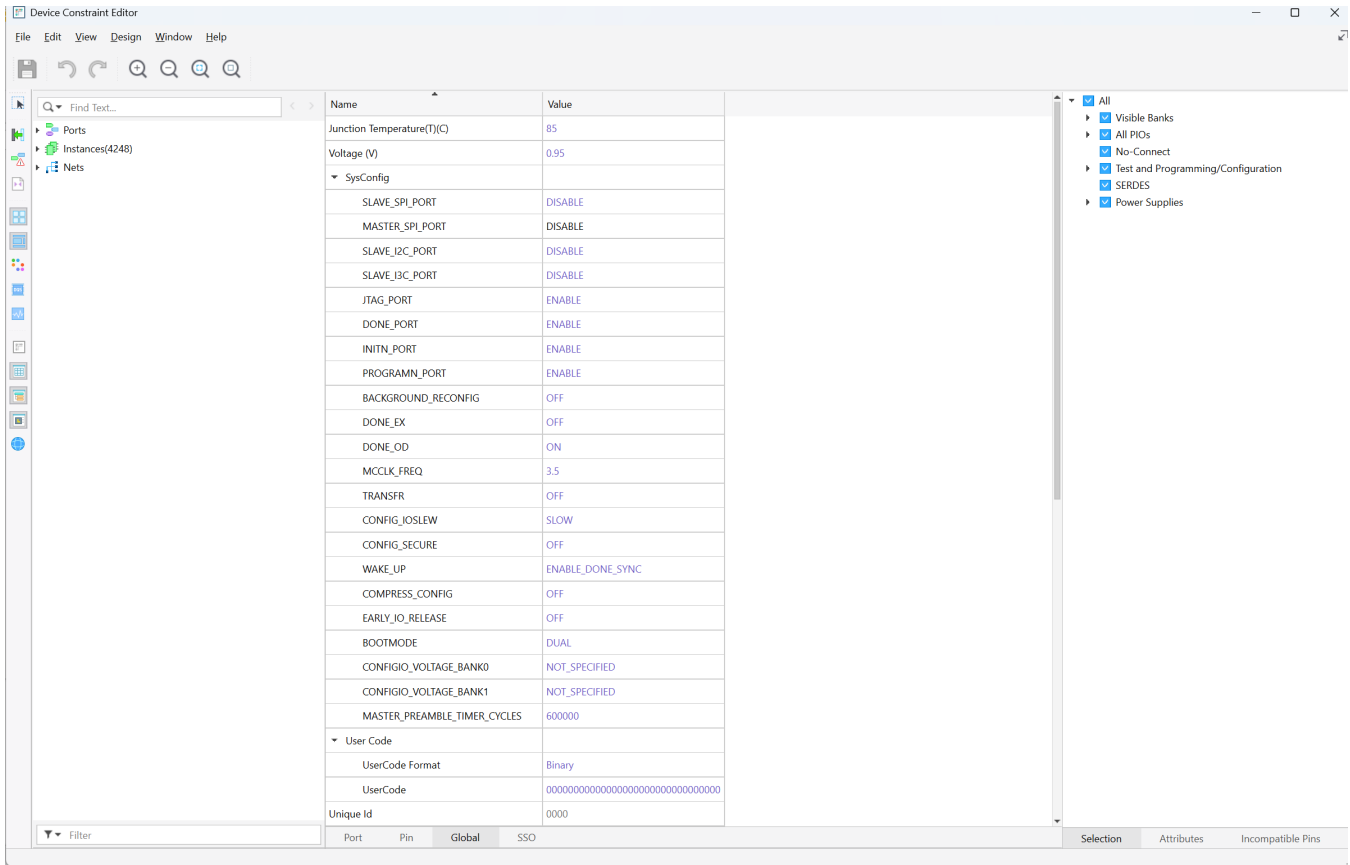 Device Constraint Editor
File Edit View Design Window Help
Find Text...
Ports
Instances(4248)
Nets
Filter
Name Value
Junction Temperature(T)(C) 85
Voltage (V) 0.95
SysConfig
SLAVE_SPI_PORT DISABLE
MASTER_SPI_PORT DISABLE
SLAVE_I2C_PORT DISABLE
SLAVE_I3C_PORT DISABLE
JTAG_PORT ENABLE
DONE_PORT ENABLE
INITN_PORT ENABLE
PROGRAMN_PORT ENABLE
BACKGROUND_RECONFIG OFF
DONE_EX OFF
DONE_OD ON
MCCLK_FREQ 3.5
TRANSFR OFF
CONFIG_IOSLEW SLOW
CONFIG_SECURE OFF
WAKE_UP ENABLE_DONE_SYNC
COMPRESS_CONFIG OFF
EARLY_IO_RELEASE OFF
BOOTMODE DUAL
CONFIGIO_VOLTAGE_BANK0 NOT_SPECIFIED
CONFIGIO_VOLTAGE_BANK1 NOT_SPECIFIED
MASTER_PREAMBLE_TIMER_CYCLES 600000
User Code
UserCode Format Binary
UserCode 00000000000000000000000000000000
Unique Id 0000
Port Pin Global SSO
All
Visible Banks
All PIOs
No-Connect
Test and Programming/Configuration
SERDES
Power Supplies
Selection Attributes Incompatible Pins